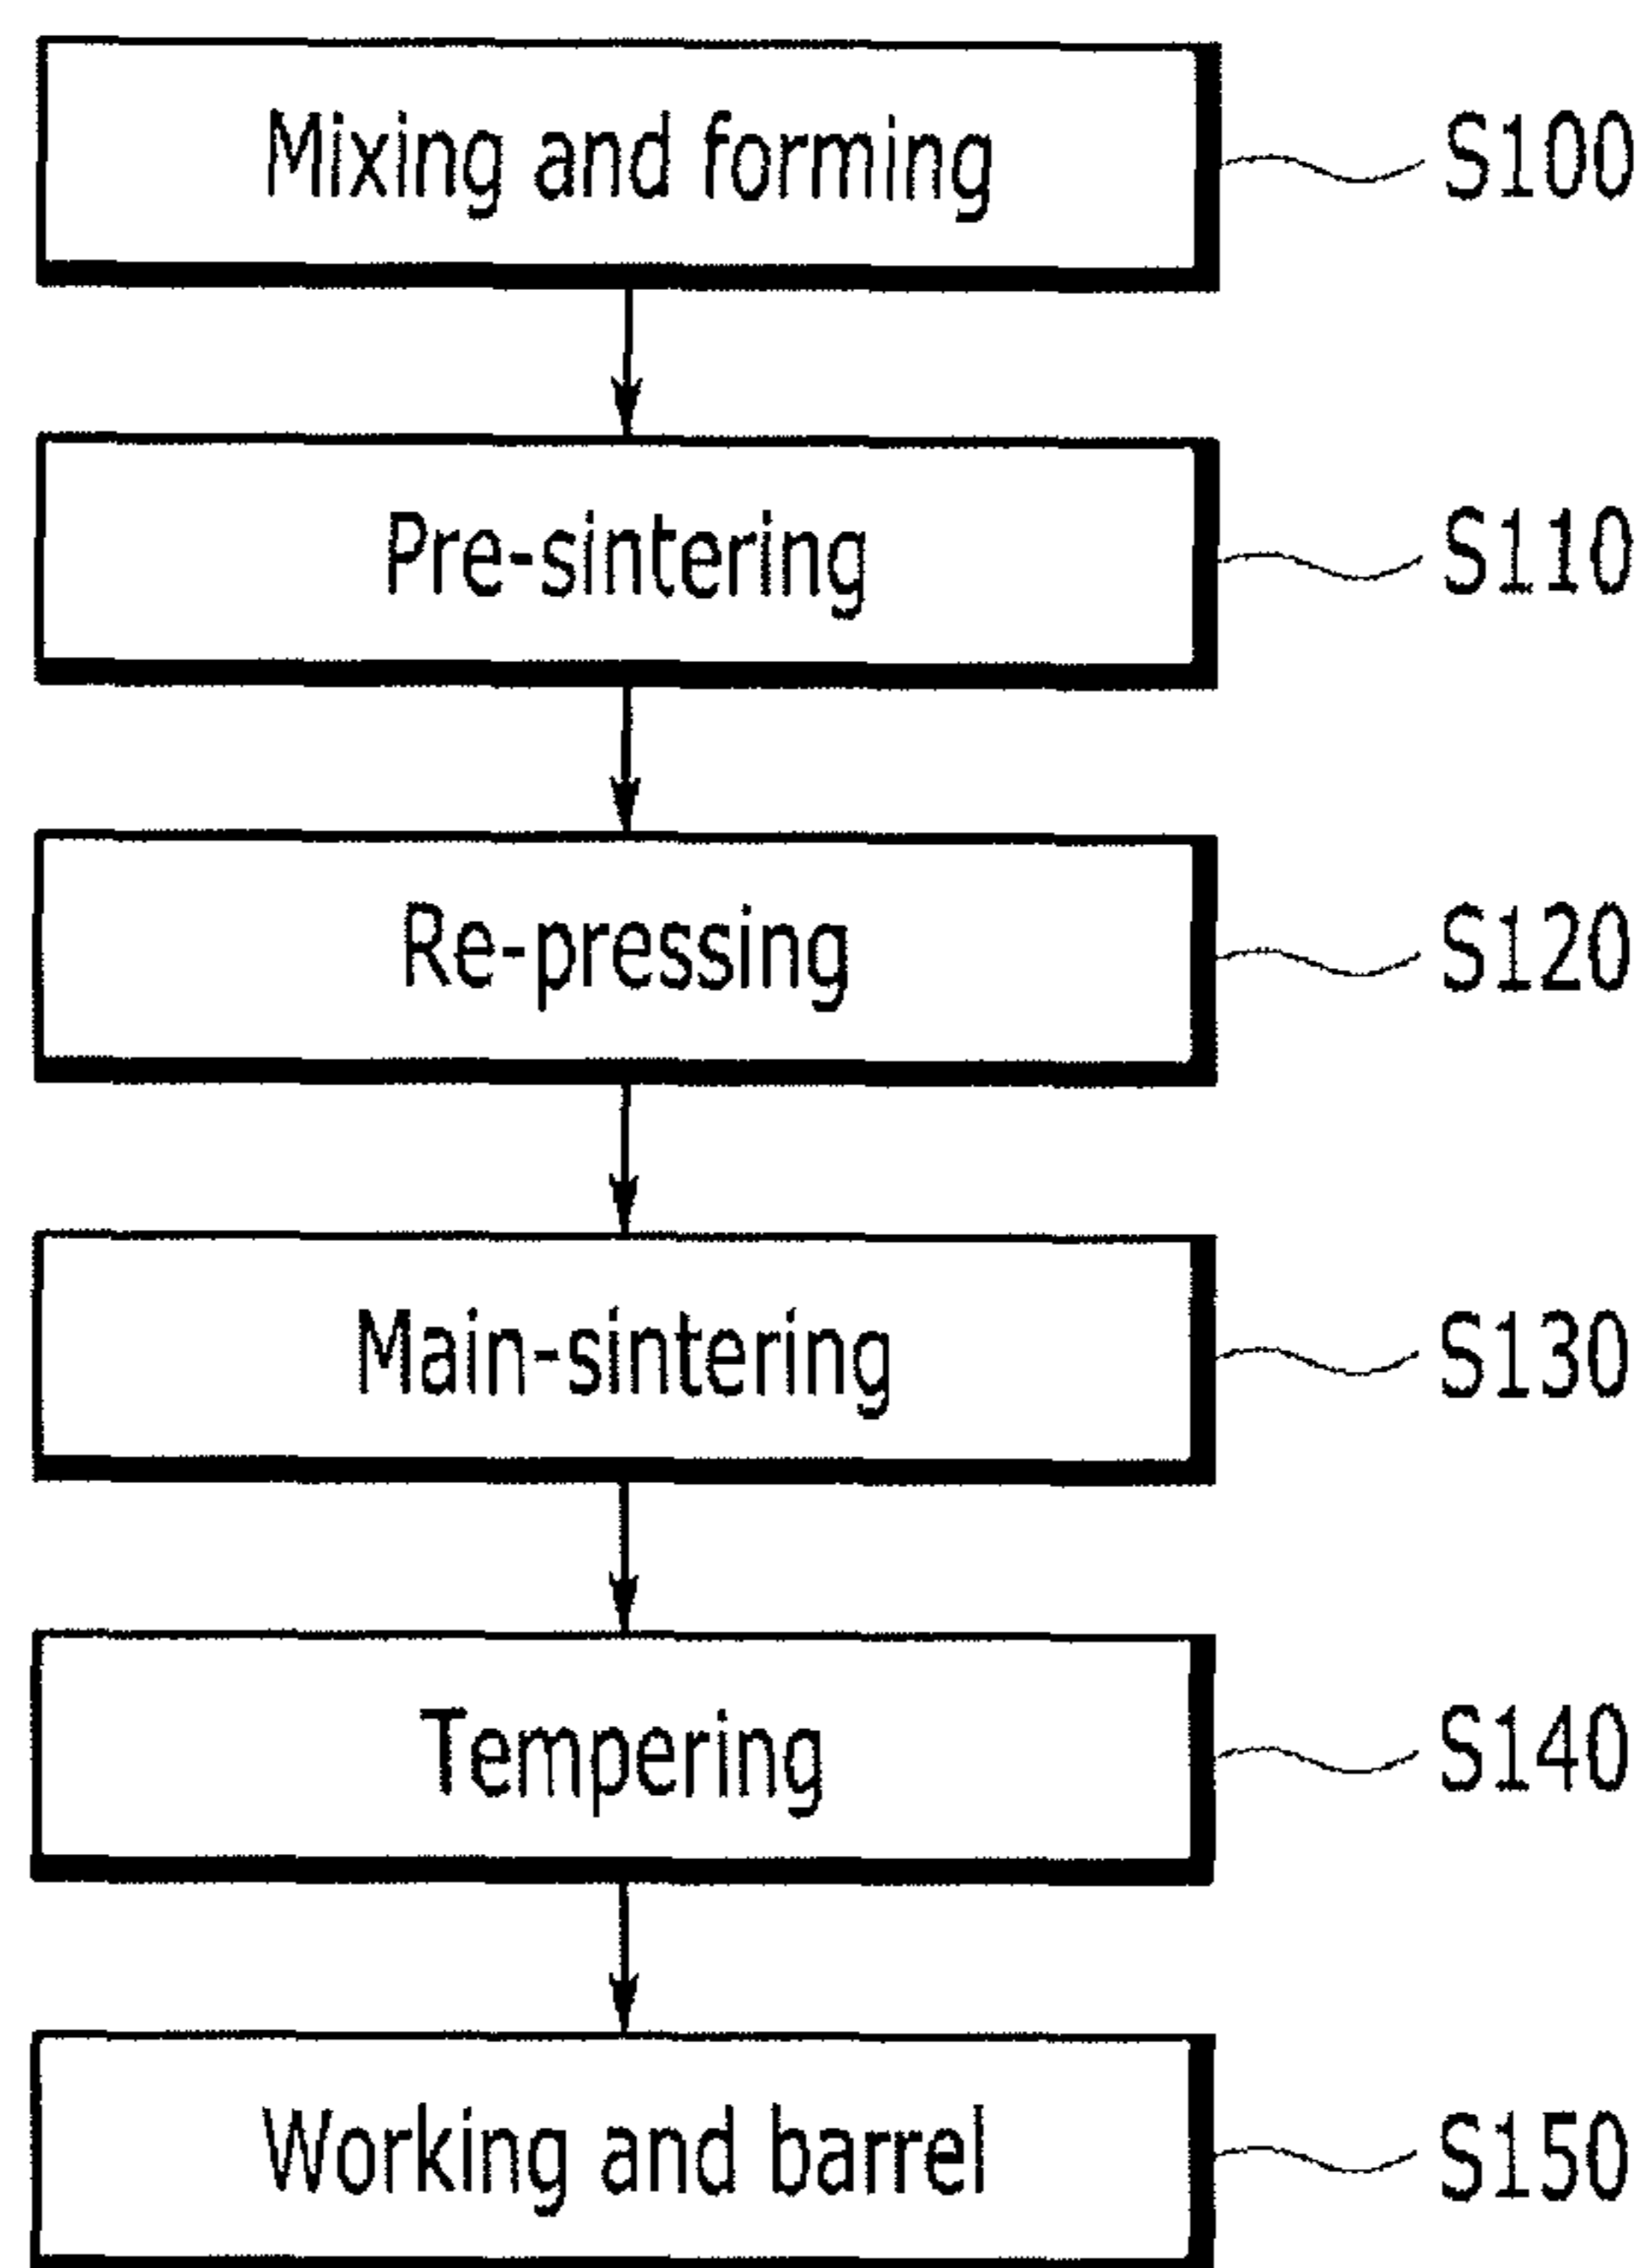 Mixing and forming S100
Pre-sintering S110
Re-pressing S120
Main-sintering S130
Tempering S140
Working and barrel S150